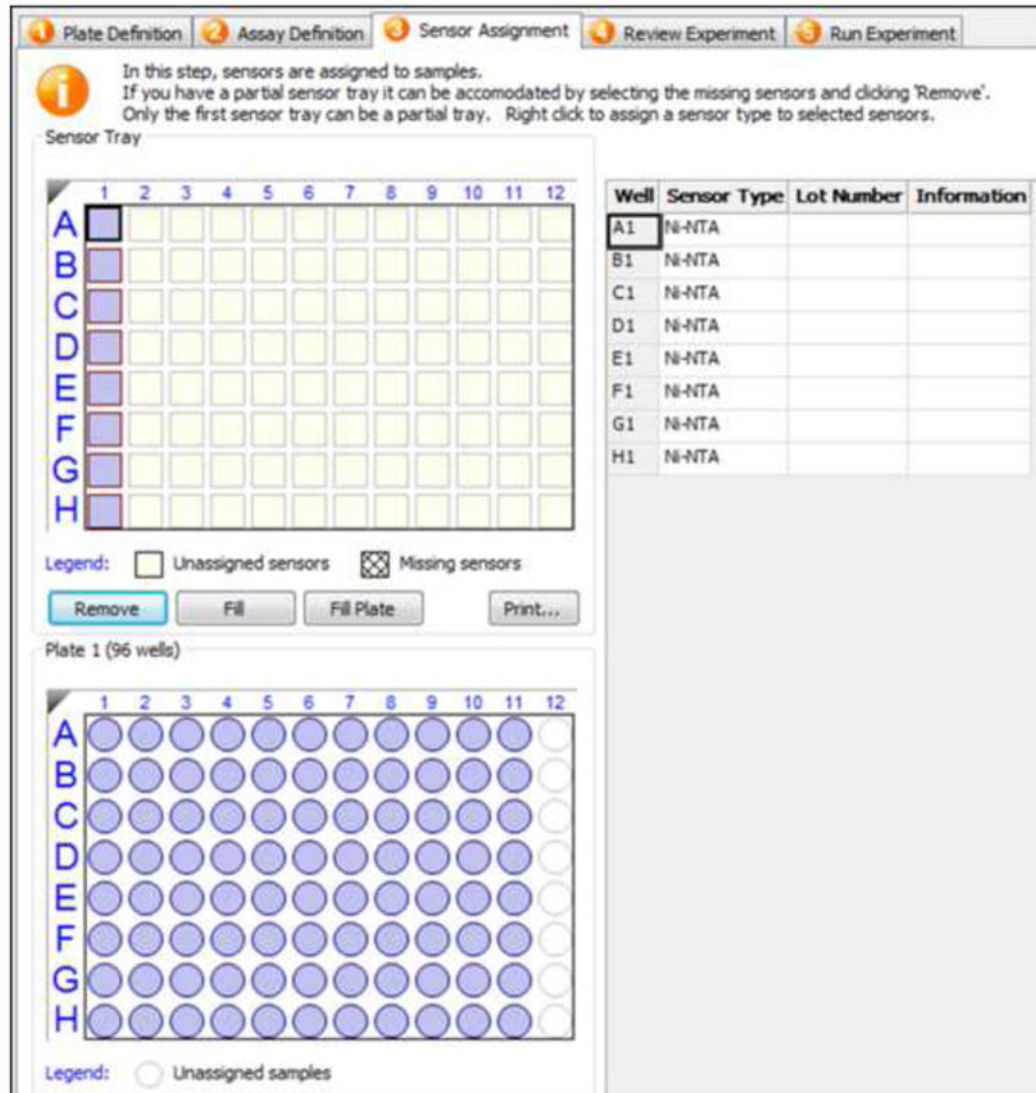 1 Plate Definition 2 Assay Definition 3 Sensor Assignment 4 Review Experiment 5 Run Experiment
i
In this step, sensors are assigned to samples.
If you have a partial sensor tray it can be accomodated by selecting the missing sensors and clicking 'Remove'.
Only the first sensor tray can be a partial tray. Right click to assign a sensor type to selected sensors.
Sensor Tray
1 2 3 4 5 6 7 8 9 10 11 12
A
B
C
D
E
F
G
H
Legend: Unassigned sensors Missing sensors
Remove Fill Fill Plate Print...
Well Sensor Type Lot Number Information
A1 Ni-NTA
B1 Ni-NTA
C1 Ni-NTA
D1 Ni-NTA
E1 Ni-NTA
F1 Ni-NTA
G1 Ni-NTA
H1 Ni-NTA
Plate 1 (96 wells)
1 2 3 4 5 6 7 8 9 10 11 12
A
B
C
D
E
F
G
H
Legend: Unassigned samples